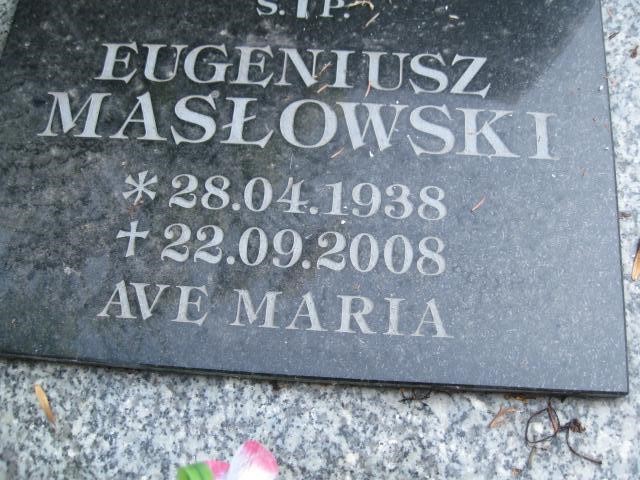 Ś.†P.
EUGENIUSZ
MASŁOWSKI
* 28.04.1938
† 22.09.2008
AVE MARIA